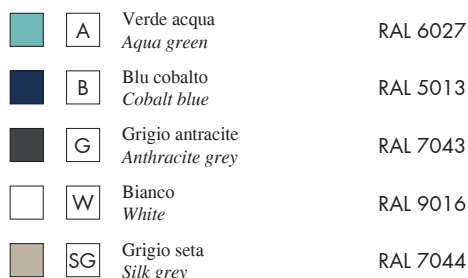 A Verde acqua RAL 6027
Aqua green
B Blu cobalto RAL 5013
Cobalt blue
G Grigio antracite RAL 7043
Anthracite grey
W Bianco RAL 9016
White
SG Grigio seta RAL 7044
Silk grey